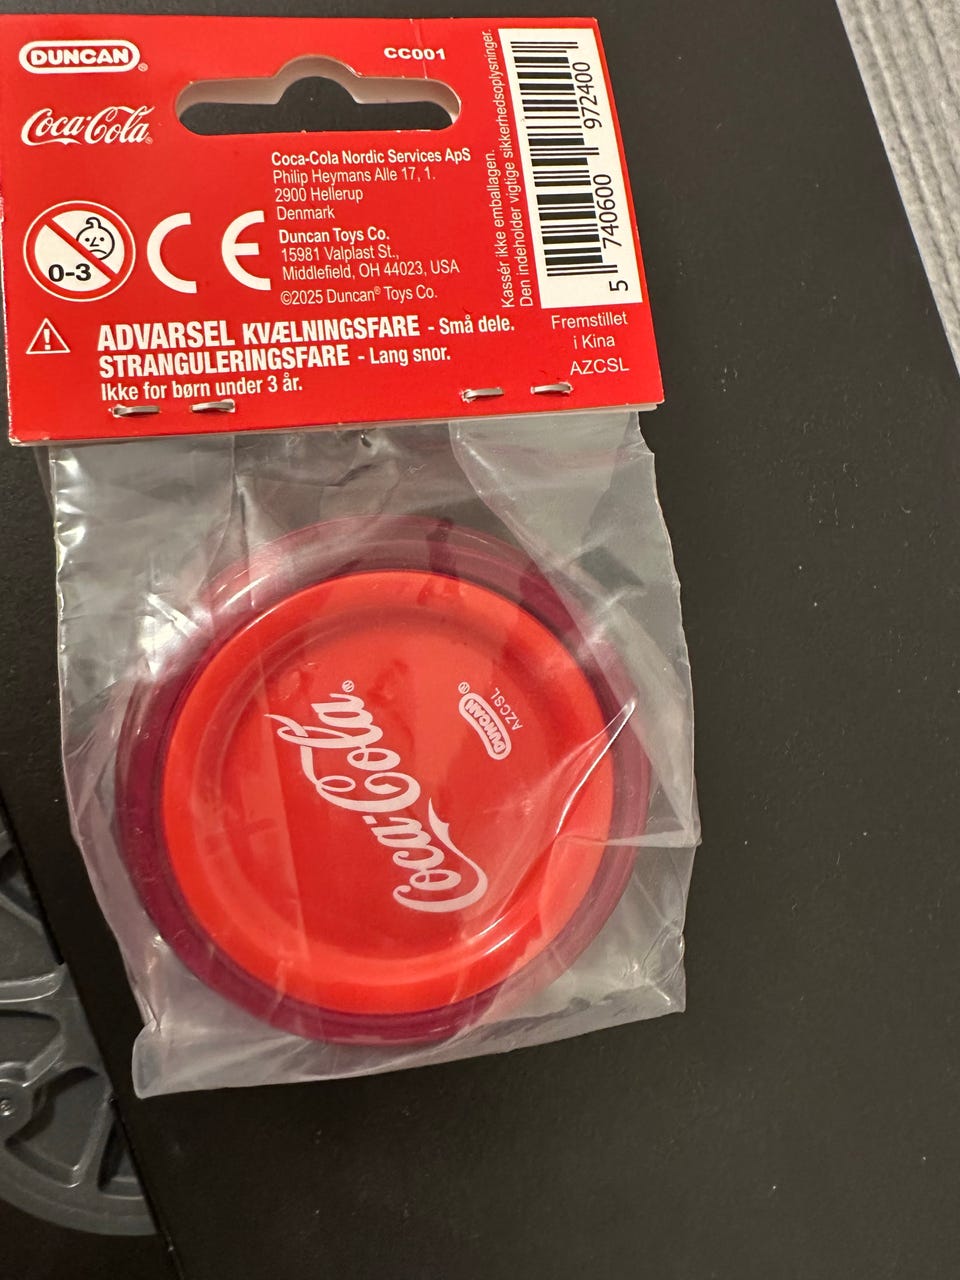 DUNCAN®
CC001
Coca-Cola®
Coca-Cola Nordic Services ApS
Philip Heymans Alle 17, 1.
2900 Hellerup
Denmark
Duncan Toys Co.
15981 Valplast St.,
Middlefield, OH 44023, USA
©2025 Duncan® Toys Co.
0-3
CE
ADVARSEL KVÆLNINGSFARE - Små dele.
STRANGULERINGSFARE - Lang snor.
Ikke for børn under 3 år.
Kassér ikke emballagen.
Den indeholder vigtige sikkerhedsoplysninger.
5 740600 972400
Fremstillet
i Kina
AZCSL
Coca-Cola®
DUNCAN®
AZCSL